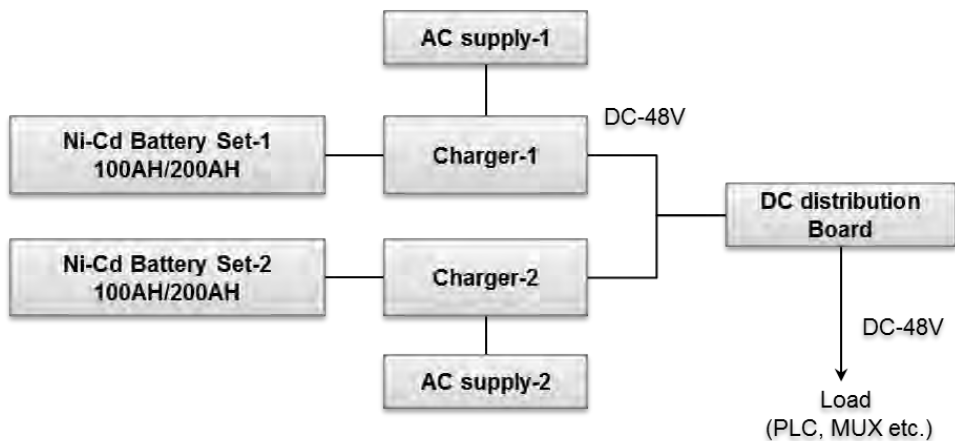 AC supply-1
DC-48V
Ni-Cd Battery Set-1
100AH/200AH
Charger-1
DC distribution
Board
Ni-Cd Battery Set-2
100AH/200AH
Charger-2
DC-48V
AC supply-2
Load
(PLC, MUX etc.)